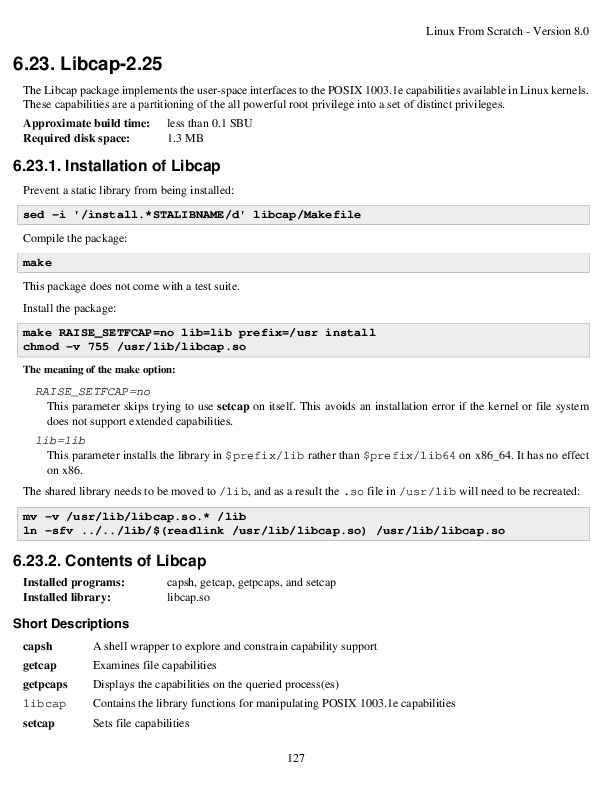 Linux From Scratch - Version 8.0
6.23. Libcap-2.25
The Libcap package implements the user-space interfaces to the POSIX 1003.1e capabilities available in Linux kernels.
These capabilities are a partitioning of the all powerful root privilege into a set of distinct privileges.
Approximate build time: less than 0.1 SBU
Required disk space: 1.3 MB
6.23.1. Installation of Libcap
Prevent a static library from being installed:
sed -i '/install.*STALIBNAME/d' libcap/Makefile
Compile the package:
make
This package does not come with a test suite.
Install the package:
make RAISE_SETFCAP=no lib=lib prefix=/usr install
chmod -v 755 /usr/lib/libcap.so
The meaning of the make option:
RAISE_SETFCAP=no
This parameter skips trying to use setcap on itself. This avoids an installation error if the kernel or file system
does not support extended capabilities.
lib=lib
This parameter installs the library in $prefix/lib rather than $prefix/lib64 on x86_64. It has no effect
on x86.
The shared library needs to be moved to /lib, and as a result the .so file in /usr/lib will need to be recreated:
mv -v /usr/lib/libcap.so.* /lib
ln -sfv ../../lib/$(readlink /usr/lib/libcap.so) /usr/lib/libcap.so
6.23.2. Contents of Libcap
Installed programs: capsh, getcap, getpcaps, and setcap
Installed library: libcap.so
Short Descriptions
capsh A shell wrapper to explore and constrain capability support
getcap Examines file capabilities
getpcaps Displays the capabilities on the queried process(es)
libcap Contains the library functions for manipulating POSIX 1003.1e capabilities
setcap Sets file capabilities
127